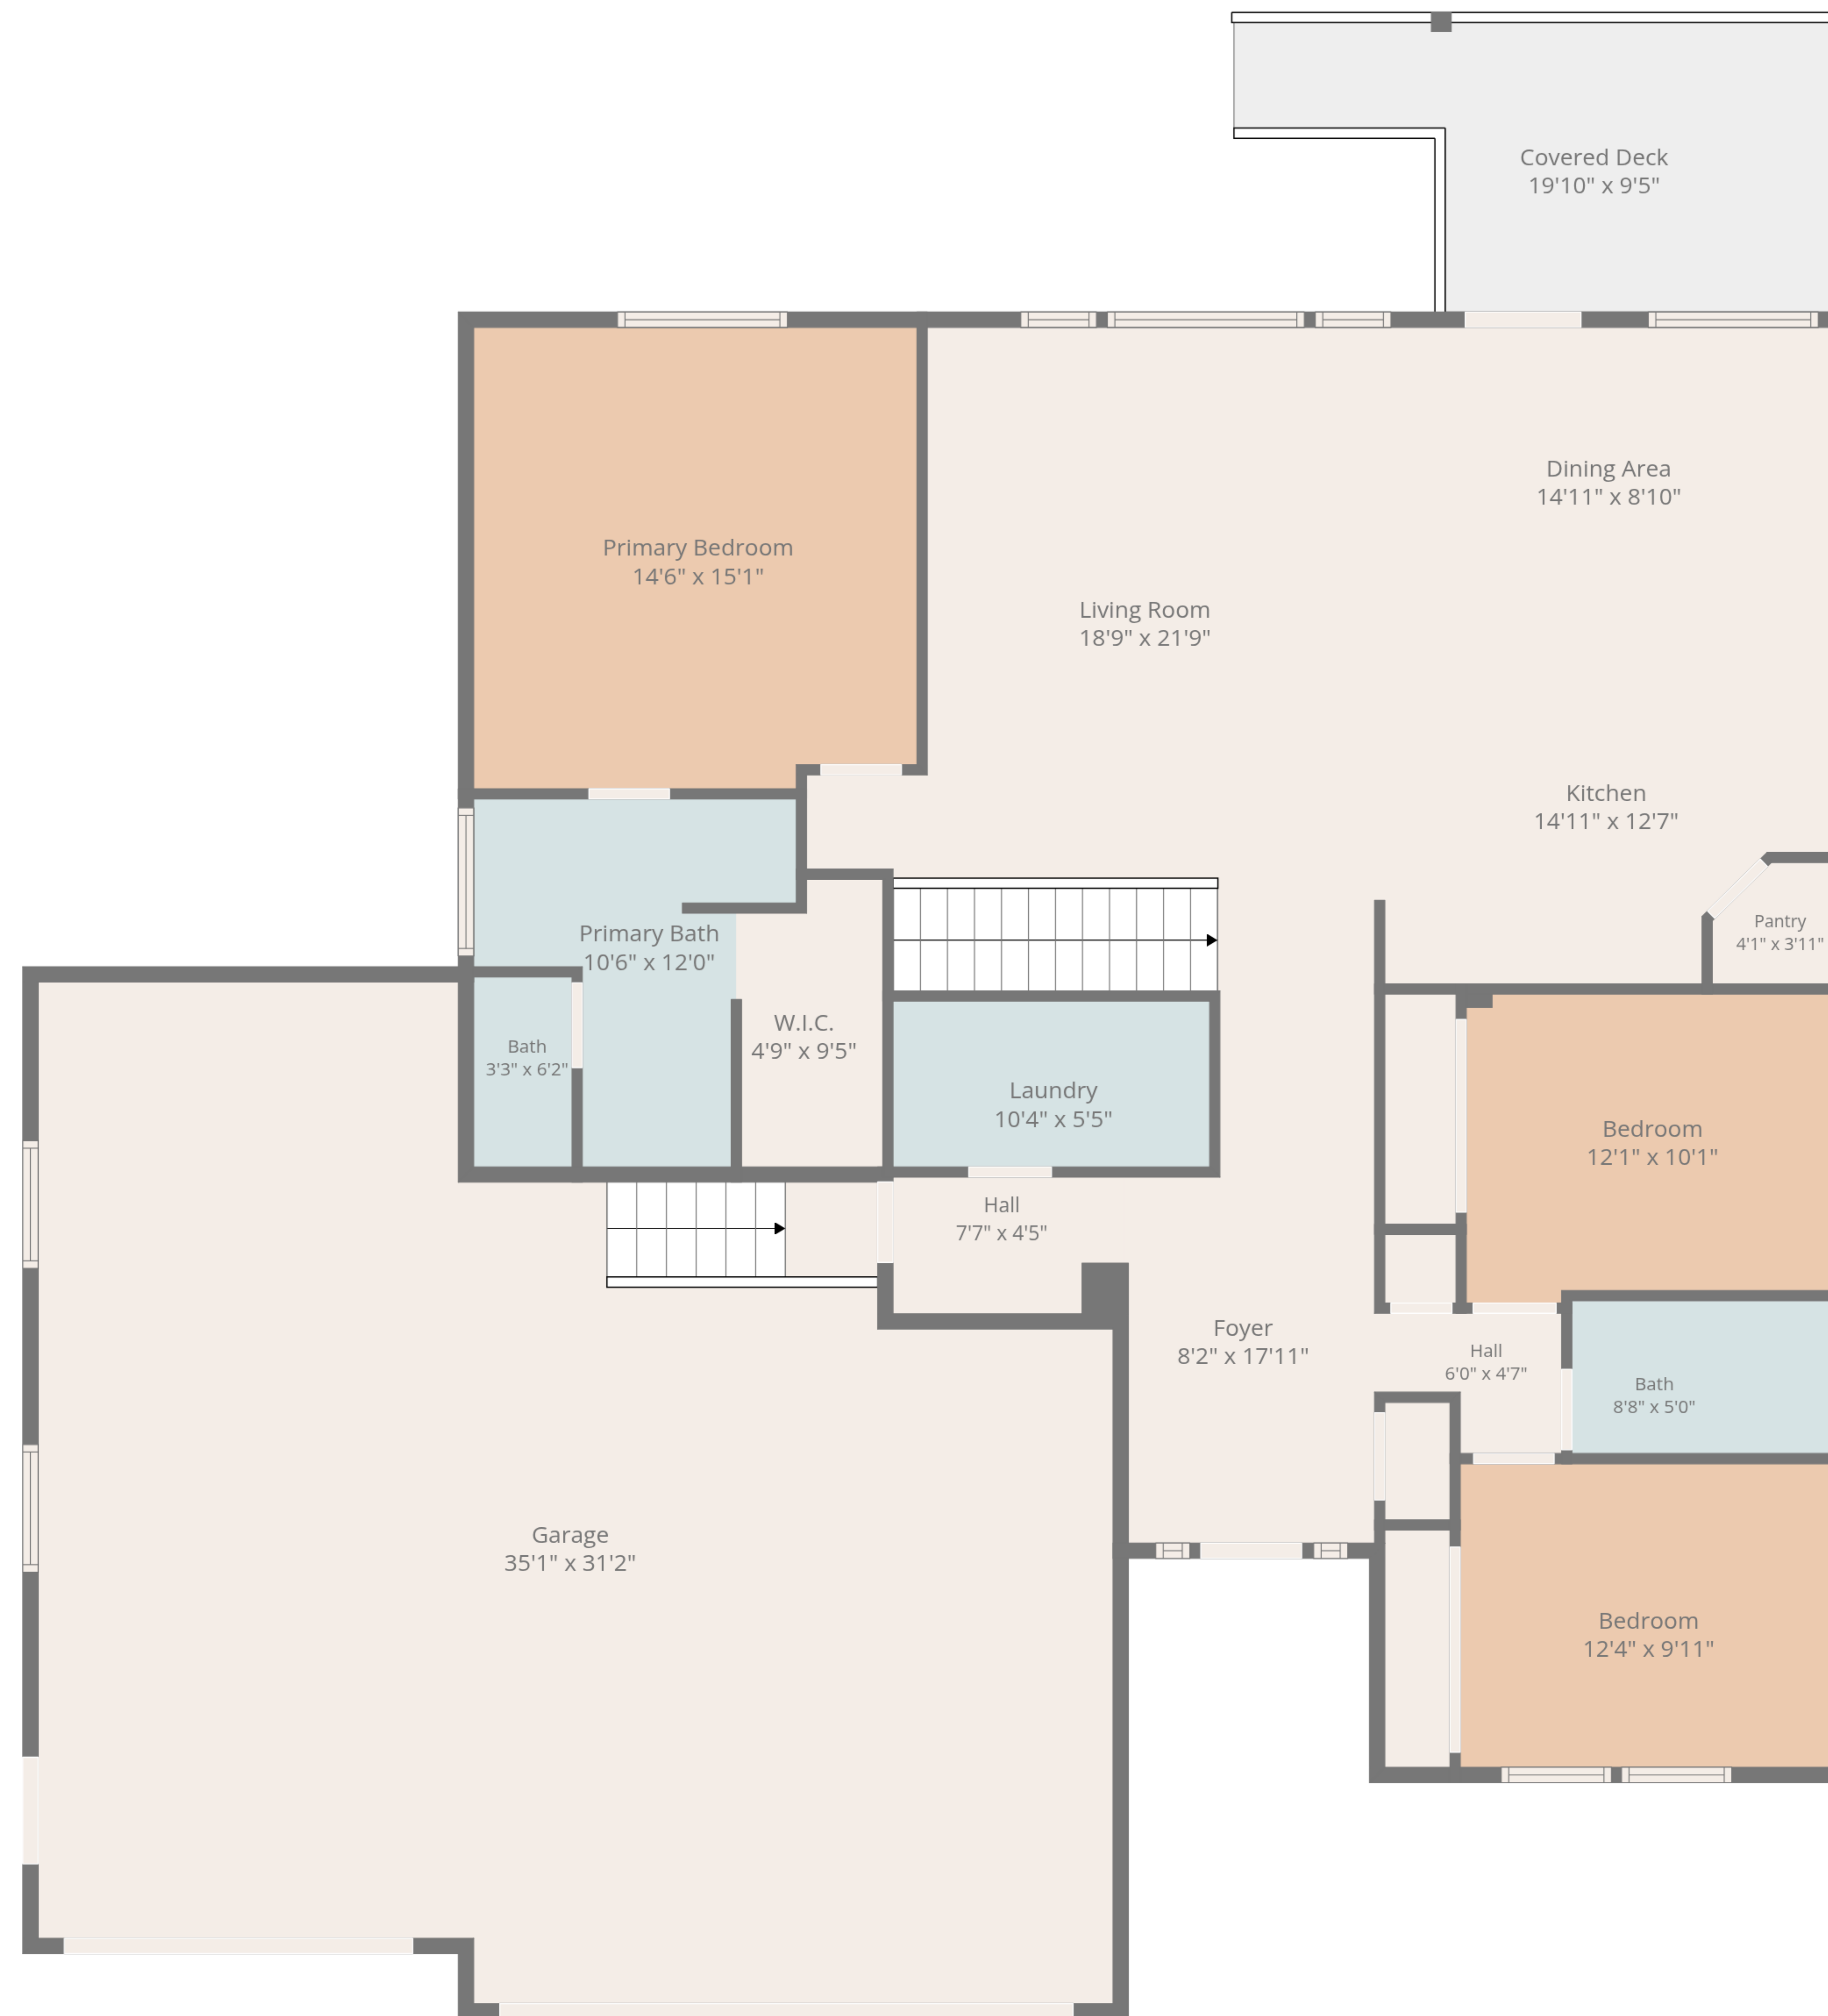 Covered Deck
19'10" x 9'5"
Dining Area
14'11" x 8'10"
Primary Bedroom
14'6" x 15'1"
Living Room
18'9" x 21'9"
Kitchen
14'11" x 12'7"
Pantry
4'1" x 3'11"
Primary Bath
10'6" x 12'0"
W.I.C.
4'9" x 9'5"
Bath
3'3" x 6'2"
Laundry
10'4" x 5'5"
Bedroom
12'1" x 10'1"
Hall
7'7" x 4'5"
Foyer
8'2" x 17'11"
Hall
6'0" x 4'7"
Bath
8'8" x 5'0"
Garage
35'1" x 31'2"
Bedroom
12'4" x 9'11"